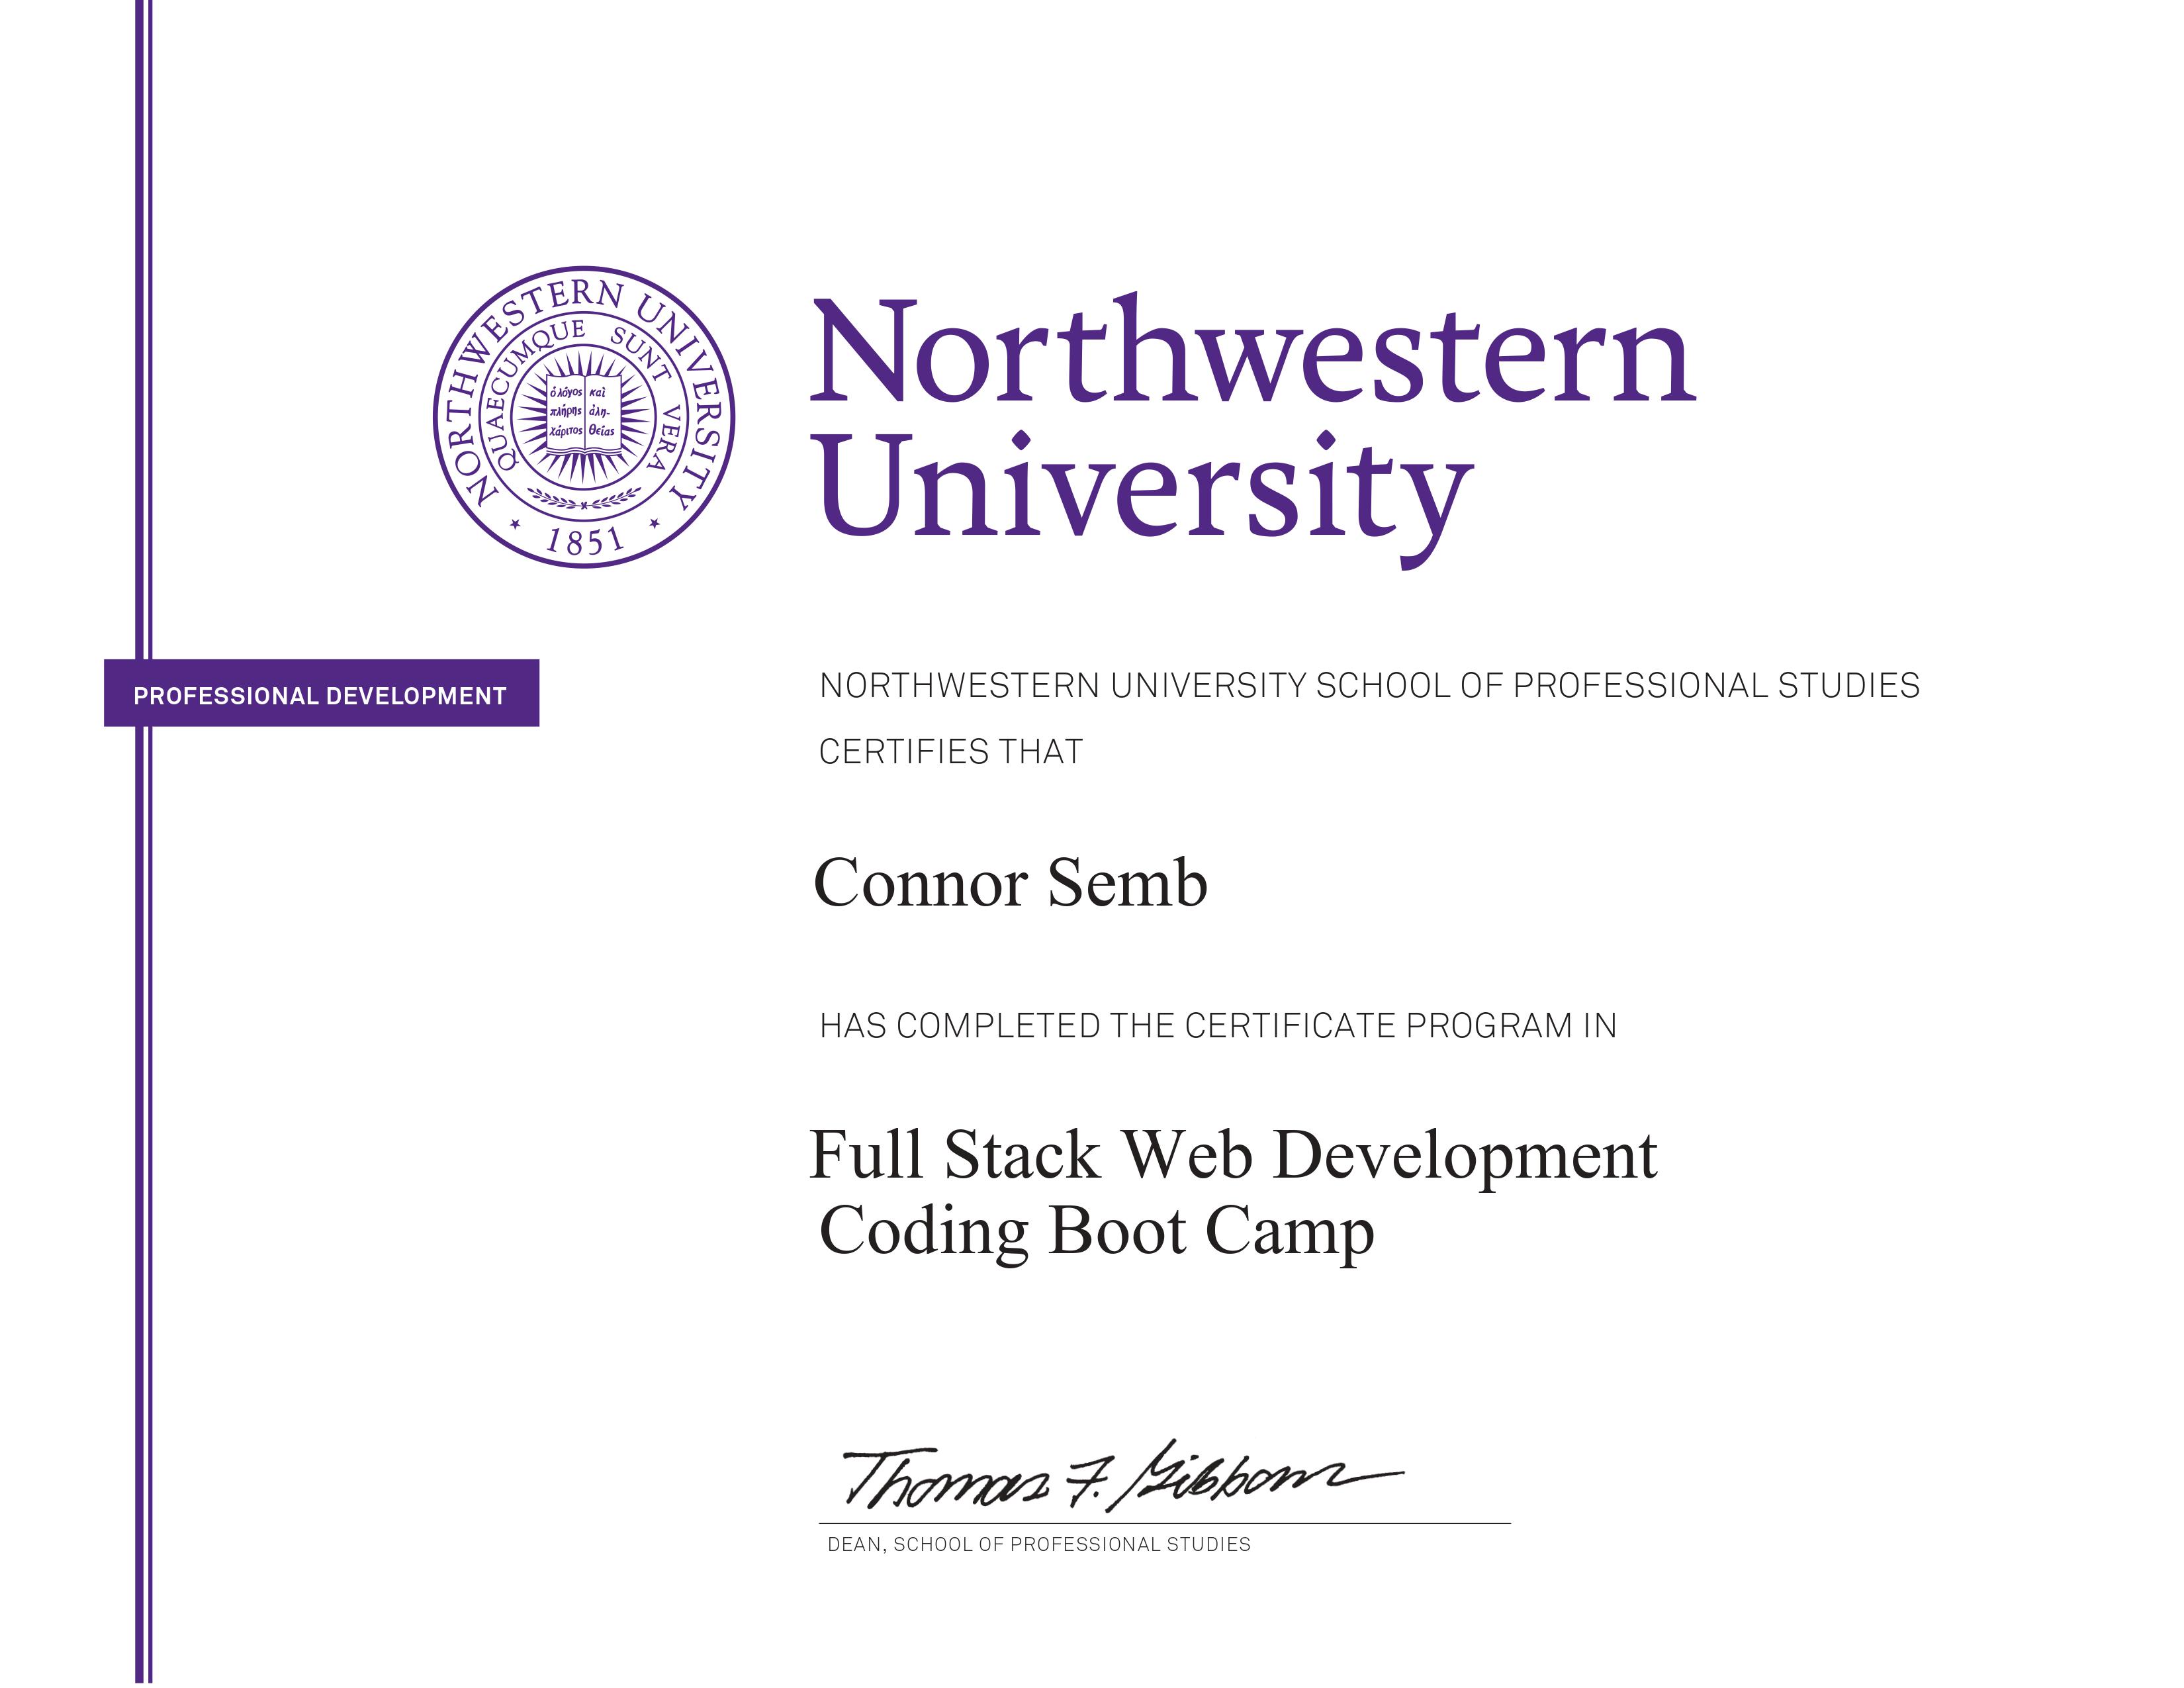 NORTHWESTERN UNIVERSITY
QUAECUMQUE SUNT VERA
ὁ λόγος καὶ
πλήρης ἀλη-
χάριτος θείας
1851
Northwestern
University
PROFESSIONAL DEVELOPMENT
NORTHWESTERN UNIVERSITY SCHOOL OF PROFESSIONAL STUDIES
CERTIFIES THAT
Connor Semb
HAS COMPLETED THE CERTIFICATE PROGRAM IN
Full Stack Web Development
Coding Boot Camp
Thomas F. Gibbons
DEAN, SCHOOL OF PROFESSIONAL STUDIES